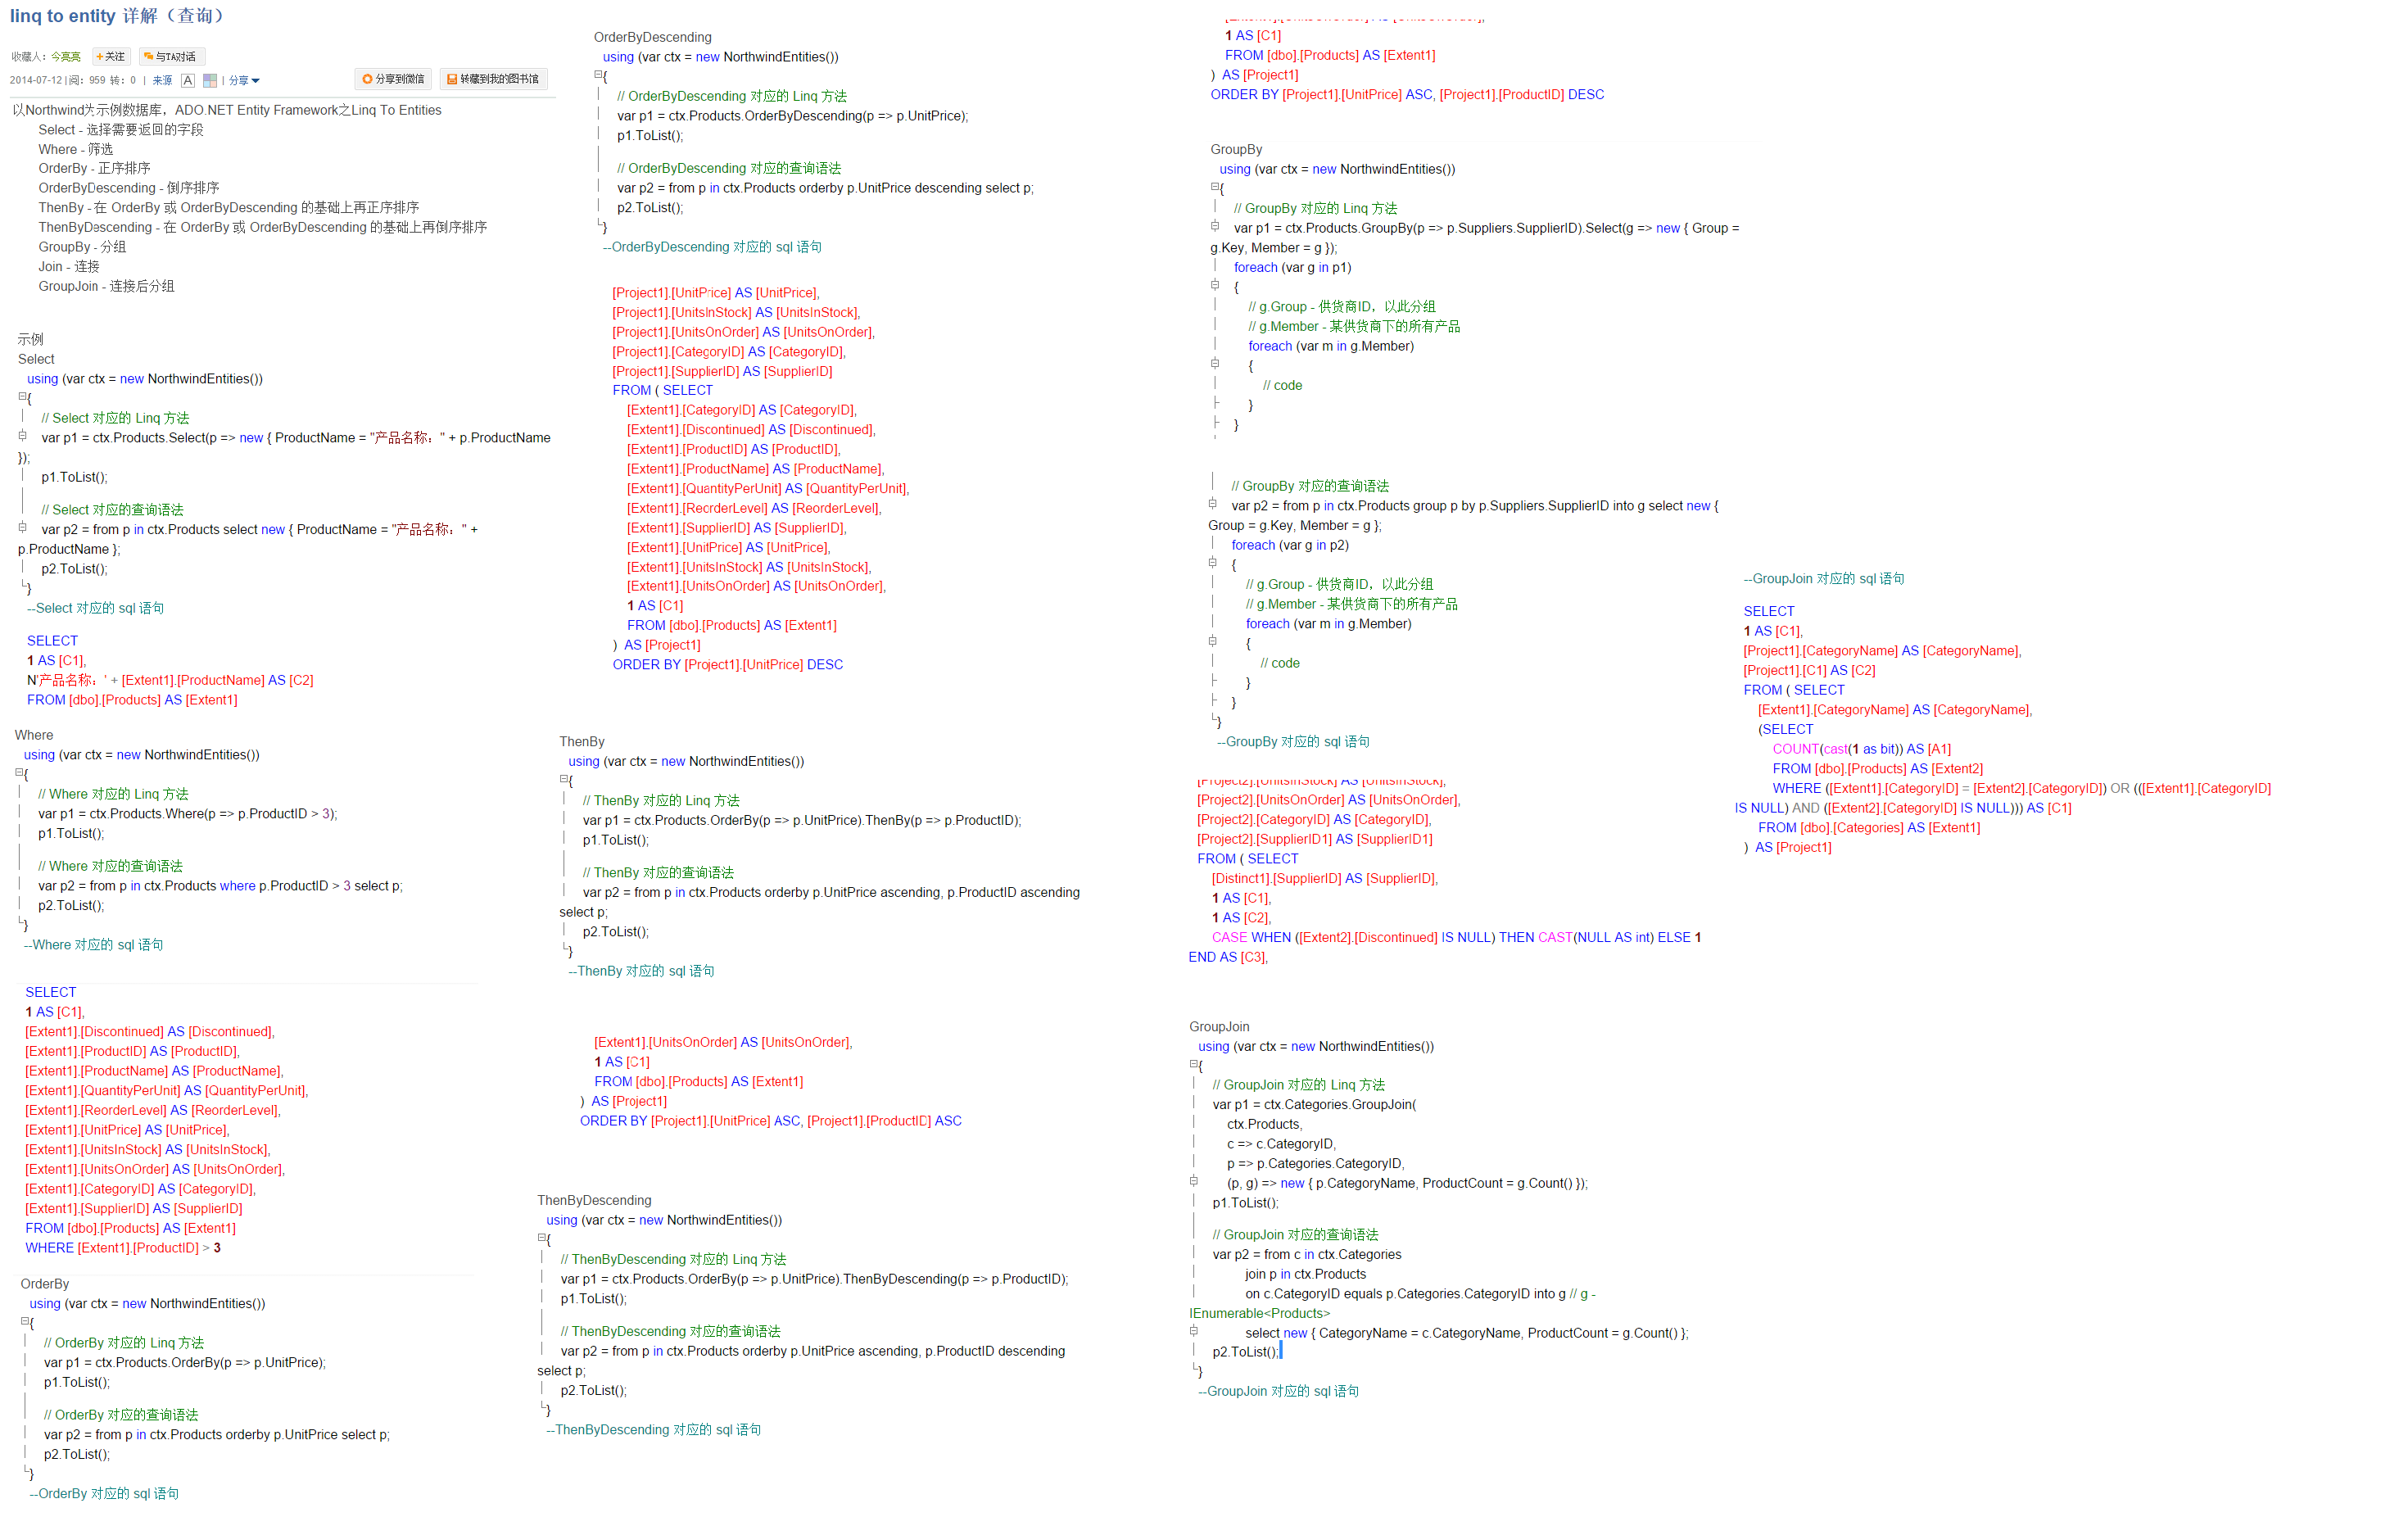 linq to entity 详解（查询）
收藏人：今亮亮 +关注 与TA对话
2014-07-12 | 阅：959 转：0 | 来源 A | 分享
分享到微信 转藏到我的图书馆
以Northwind为示例数据库，ADO.NET Entity Framework之Linq To Entities
Select - 选择需要返回的字段
Where - 筛选
OrderBy - 正序排序
OrderByDescending - 倒序排序
ThenBy - 在 OrderBy 或 OrderByDescending 的基础上再正序排序
ThenByDescending - 在 OrderBy 或 OrderByDescending 的基础上再倒序排序
GroupBy - 分组
Join - 连接
GroupJoin - 连接后分组
示例
Select
using (var ctx = new NorthwindEntities())
{
// Select 对应的 Linq 方法
var p1 = ctx.Products.Select(p => new { ProductName = "产品名称：" + p.ProductName
});
p1.ToList();
// Select 对应的查询语法
var p2 = from p in ctx.Products select new { ProductName = "产品名称：" +
p.ProductName };
p2.ToList();
}
--Select 对应的 sql 语句
SELECT
1 AS [C1],
N'产品名称：' + [Extent1].[ProductName] AS [C2]
FROM [dbo].[Products] AS [Extent1]
Where
using (var ctx = new NorthwindEntities())
{
// Where 对应的 Linq 方法
var p1 = ctx.Products.Where(p => p.ProductID > 3);
p1.ToList();
// Where 对应的查询语法
var p2 = from p in ctx.Products where p.ProductID > 3 select p;
p2.ToList();
}
--Where 对应的 sql 语句
SELECT
1 AS [C1],
[Extent1].[Discontinued] AS [Discontinued],
[Extent1].[ProductID] AS [ProductID],
[Extent1].[ProductName] AS [ProductName],
[Extent1].[QuantityPerUnit] AS [QuantityPerUnit],
[Extent1].[ReorderLevel] AS [ReorderLevel],
[Extent1].[UnitPrice] AS [UnitPrice],
[Extent1].[UnitsInStock] AS [UnitsInStock],
[Extent1].[UnitsOnOrder] AS [UnitsOnOrder],
[Extent1].[CategoryID] AS [CategoryID],
[Extent1].[SupplierID] AS [SupplierID]
FROM [dbo].[Products] AS [Extent1]
WHERE [Extent1].[ProductID] > 3
OrderBy
using (var ctx = new NorthwindEntities())
{
// OrderBy 对应的 Linq 方法
var p1 = ctx.Products.OrderBy(p => p.UnitPrice);
p1.ToList();
// OrderBy 对应的查询语法
var p2 = from p in ctx.Products orderby p.UnitPrice select p;
p2.ToList();
}
--OrderBy 对应的 sql 语句
OrderByDescending
using (var ctx = new NorthwindEntities())
{
// OrderByDescending 对应的 Linq 方法
var p1 = ctx.Products.OrderByDescending(p => p.UnitPrice);
p1.ToList();
// OrderByDescending 对应的查询语法
var p2 = from p in ctx.Products orderby p.UnitPrice descending select p;
p2.ToList();
}
--OrderByDescending 对应的 sql 语句
[Project1].[UnitPrice] AS [UnitPrice],
[Project1].[UnitsInStock] AS [UnitsInStock],
[Project1].[UnitsOnOrder] AS [UnitsOnOrder],
[Project1].[CategoryID] AS [CategoryID],
[Project1].[SupplierID] AS [SupplierID]
FROM ( SELECT
[Extent1].[CategoryID] AS [CategoryID],
[Extent1].[Discontinued] AS [Discontinued],
[Extent1].[ProductID] AS [ProductID],
[Extent1].[ProductName] AS [ProductName],
[Extent1].[QuantityPerUnit] AS [QuantityPerUnit],
[Extent1].[ReorderLevel] AS [ReorderLevel],
[Extent1].[SupplierID] AS [SupplierID],
[Extent1].[UnitPrice] AS [UnitPrice],
[Extent1].[UnitsInStock] AS [UnitsInStock],
[Extent1].[UnitsOnOrder] AS [UnitsOnOrder],
1 AS [C1]
FROM [dbo].[Products] AS [Extent1]
) AS [Project1]
ORDER BY [Project1].[UnitPrice] DESC
ThenBy
using (var ctx = new NorthwindEntities())
{
// ThenBy 对应的 Linq 方法
var p1 = ctx.Products.OrderBy(p => p.UnitPrice).ThenBy(p => p.ProductID);
p1.ToList();
// ThenBy 对应的查询语法
var p2 = from p in ctx.Products orderby p.UnitPrice ascending, p.ProductID ascending
select p;
p2.ToList();
}
--ThenBy 对应的 sql 语句
[Extent1].[UnitsOnOrder] AS [UnitsOnOrder],
1 AS [C1]
FROM [dbo].[Products] AS [Extent1]
) AS [Project1]
ORDER BY [Project1].[UnitPrice] ASC, [Project1].[ProductID] ASC
ThenByDescending
using (var ctx = new NorthwindEntities())
{
// ThenByDescending 对应的 Linq 方法
var p1 = ctx.Products.OrderBy(p => p.UnitPrice).ThenByDescending(p => p.ProductID);
p1.ToList();
// ThenByDescending 对应的查询语法
var p2 = from p in ctx.Products orderby p.UnitPrice ascending, p.ProductID descending
select p;
p2.ToList();
}
--ThenByDescending 对应的 sql 语句
[Extent1].[UnitsOnOrder] AS [UnitsOnOrder],
1 AS [C1]
FROM [dbo].[Products] AS [Extent1]
) AS [Project1]
ORDER BY [Project1].[UnitPrice] ASC, [Project1].[ProductID] DESC
GroupBy
using (var ctx = new NorthwindEntities())
{
// GroupBy 对应的 Linq 方法
var p1 = ctx.Products.GroupBy(p => p.Suppliers.SupplierID).Select(g => new { Group =
g.Key, Member = g });
foreach (var g in p1)
{
// g.Group - 供货商ID，以此分组
// g.Member - 某供货商下的所有产品
foreach (var m in g.Member)
{
// code
}
}
// GroupBy 对应的查询语法
var p2 = from p in ctx.Products group p by p.Suppliers.SupplierID into g select new {
Group = g.Key, Member = g };
foreach (var g in p2)
{
// g.Group - 供货商ID，以此分组
// g.Member - 某供货商下的所有产品
foreach (var m in g.Member)
{
// code
}
}
}
--GroupBy 对应的 sql 语句
[Project2].[UnitsInStock] AS [UnitsInStock],
[Project2].[UnitsOnOrder] AS [UnitsOnOrder],
[Project2].[CategoryID] AS [CategoryID],
[Project2].[SupplierID1] AS [SupplierID1]
FROM ( SELECT
[Distinct1].[SupplierID] AS [SupplierID],
1 AS [C1],
1 AS [C2],
CASE WHEN ([Extent2].[Discontinued] IS NULL) THEN CAST(NULL AS int) ELSE 1
END AS [C3],
GroupJoin
using (var ctx = new NorthwindEntities())
{
// GroupJoin 对应的 Linq 方法
var p1 = ctx.Categories.GroupJoin(
ctx.Products,
c => c.CategoryID,
p => p.Categories.CategoryID,
(p, g) => new { p.CategoryName, ProductCount = g.Count() });
p1.ToList();
// GroupJoin 对应的查询语法
var p2 = from c in ctx.Categories
join p in ctx.Products
on c.CategoryID equals p.Categories.CategoryID into g // g -
IEnumerable<Products>
select new { CategoryName = c.CategoryName, ProductCount = g.Count() };
p2.ToList();
}
--GroupJoin 对应的 sql 语句
--GroupJoin 对应的 sql 语句
SELECT
1 AS [C1],
[Project1].[CategoryName] AS [CategoryName],
[Project1].[C1] AS [C2]
FROM ( SELECT
[Extent1].[CategoryName] AS [CategoryName],
(SELECT
COUNT(cast(1 as bit)) AS [A1]
FROM [dbo].[Products] AS [Extent2]
WHERE ([Extent1].[CategoryID] = [Extent2].[CategoryID]) OR (([Extent1].[CategoryID]
IS NULL) AND ([Extent2].[CategoryID] IS NULL))) AS [C1]
FROM [dbo].[Categories] AS [Extent1]
) AS [Project1]